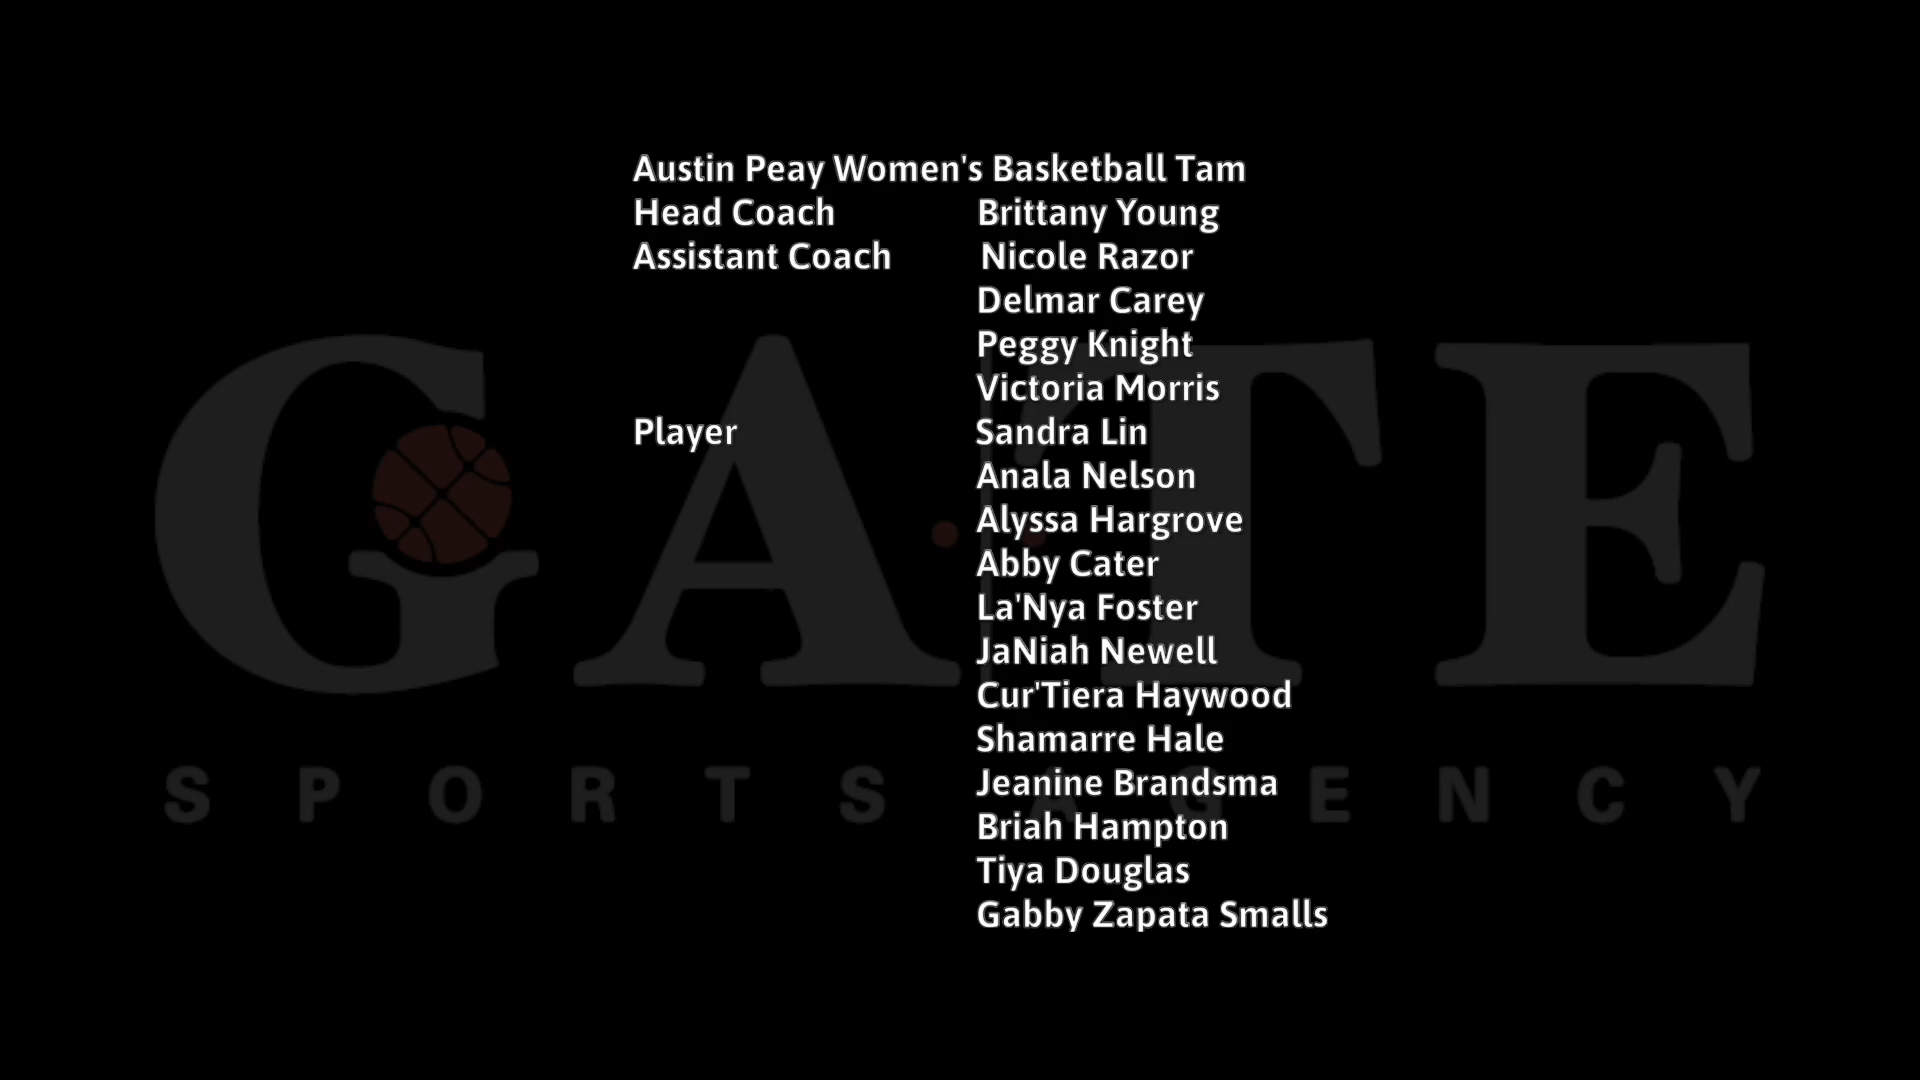 Austin Peay Women's Basketball Tam
Head Coach Brittany Young
Assistant Coach Nicole Razor
Delmar Carey
Peggy Knight
Victoria Morris
Player Sandra Lin
Anala Nelson
Alyssa Hargrove
Abby Cater
La'Nya Foster
JaNiah Newell
Cur'Tiera Haywood
Shamarre Hale
Jeanine Brandsma
Briah Hampton
Tiya Douglas
Gabby Zapata Smalls
GATE
SPORTS AGENCY